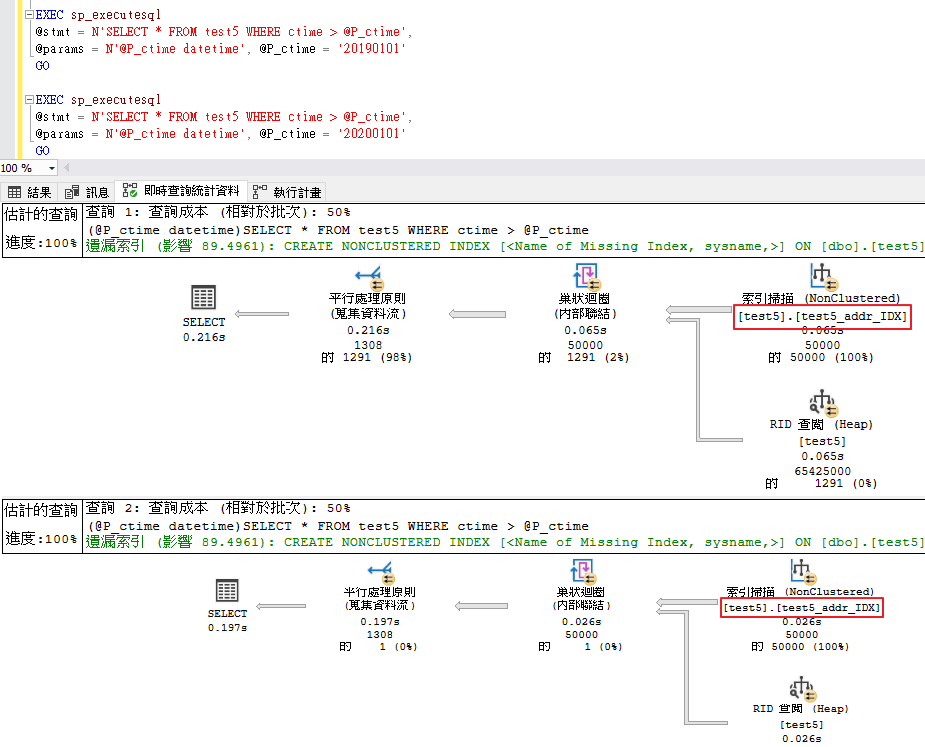 EXEC sp_executesql
@stmt = N'SELECT * FROM test5 WHERE ctime > @P_ctime',
@params = N'@P_ctime datetime', @P_ctime = '20190101'
GO
EXEC sp_executesql
@stmt = N'SELECT * FROM test5 WHERE ctime > @P_ctime',
@params = N'@P_ctime datetime', @P_ctime = '20200101'
GO
100 %
結果 訊息 即時查詢統計資料 執行計畫
估計的查詢
進度:100%
查詢 1: 查詢成本 (相對於批次): 50%
(@P_ctime datetime)SELECT * FROM test5 WHERE ctime > @P_ctime
遺漏索引 (影響 89.4961): CREATE NONCLUSTERED INDEX [<Name of Missing Index, sysname,>] ON [dbo].[test5]
SELECT
0.216s
平行處理原則
(蒐集資料流)
0.216s
1308
的 1291 (98%)
巢狀迴圈
(內部聯結)
0.065s
50000
的 1291 (2%)
索引掃描 (NonClustered)
[test5].[test5_addr_IDX]
0.065s
50000
的 50000 (100%)
RID 查閱 (Heap)
[test5]
0.065s
65425000
的 1291 (0%)
估計的查詢
進度:100%
查詢 2: 查詢成本 (相對於批次): 50%
(@P_ctime datetime)SELECT * FROM test5 WHERE ctime > @P_ctime
遺漏索引 (影響 89.4961): CREATE NONCLUSTERED INDEX [<Name of Missing Index, sysname,>] ON [dbo].[test5]
SELECT
0.197s
平行處理原則
(蒐集資料流)
0.197s
1308
的 1 (0%)
巢狀迴圈
(內部聯結)
0.026s
50000
的 1 (0%)
索引掃描 (NonClustered)
[test5].[test5_addr_IDX]
0.026s
50000
的 50000 (100%)
RID 查閱 (Heap)
[test5]
0.026s